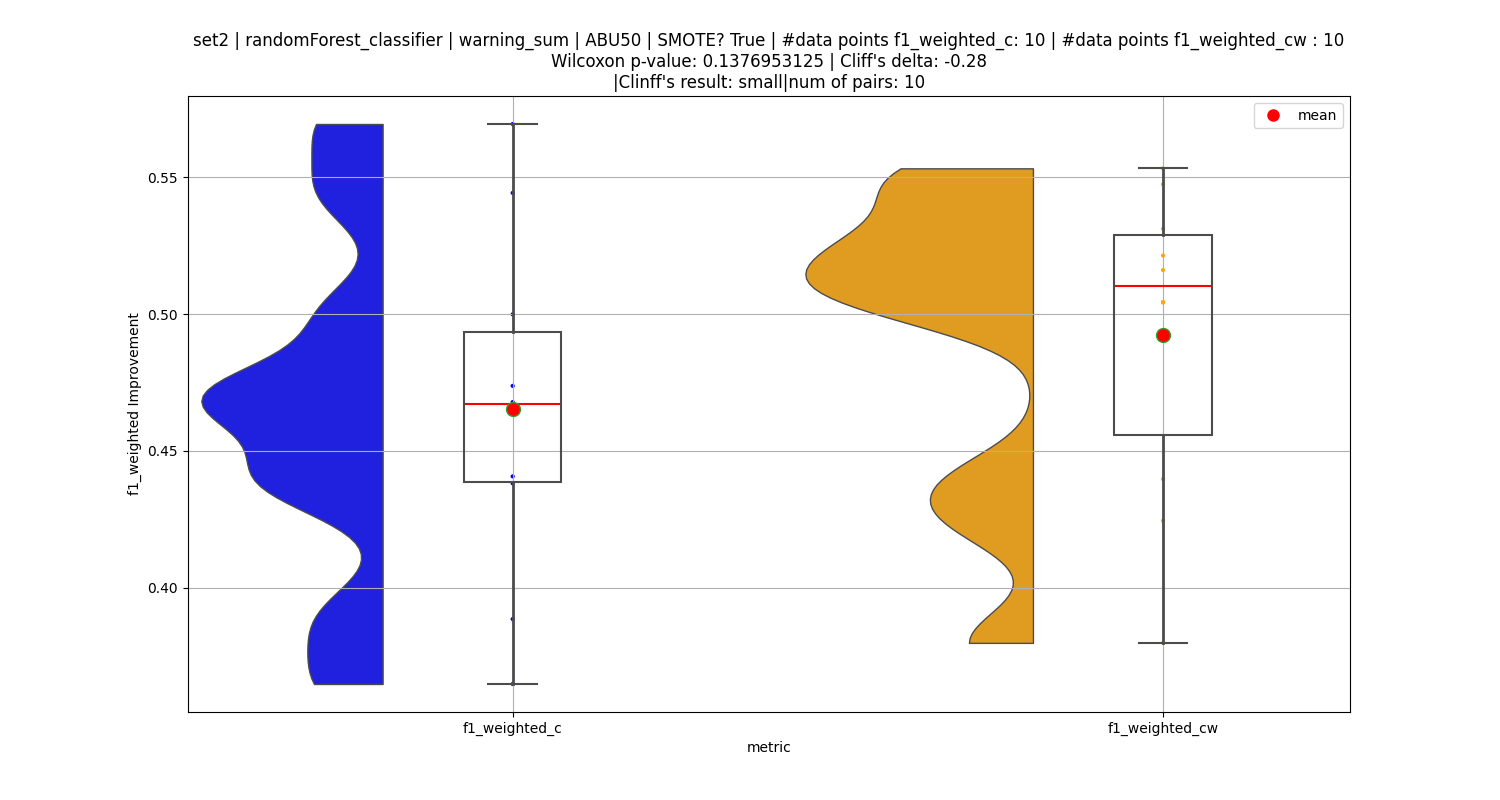 set2 | randomForest_classifier | warning_sum | ABU50 | SMOTE? True | #data points f1_weighted_c: 10 | #data points f1_weighted_cw : 10
Wilcoxon p-value: 0.1376953125 | Cliff's delta: -0.28
|Clinff's result: small|num of pairs: 10
mean
0.55
0.50
0.45
0.40
f1_weighted Improvement
f1_weighted_c
f1_weighted_cw
metric